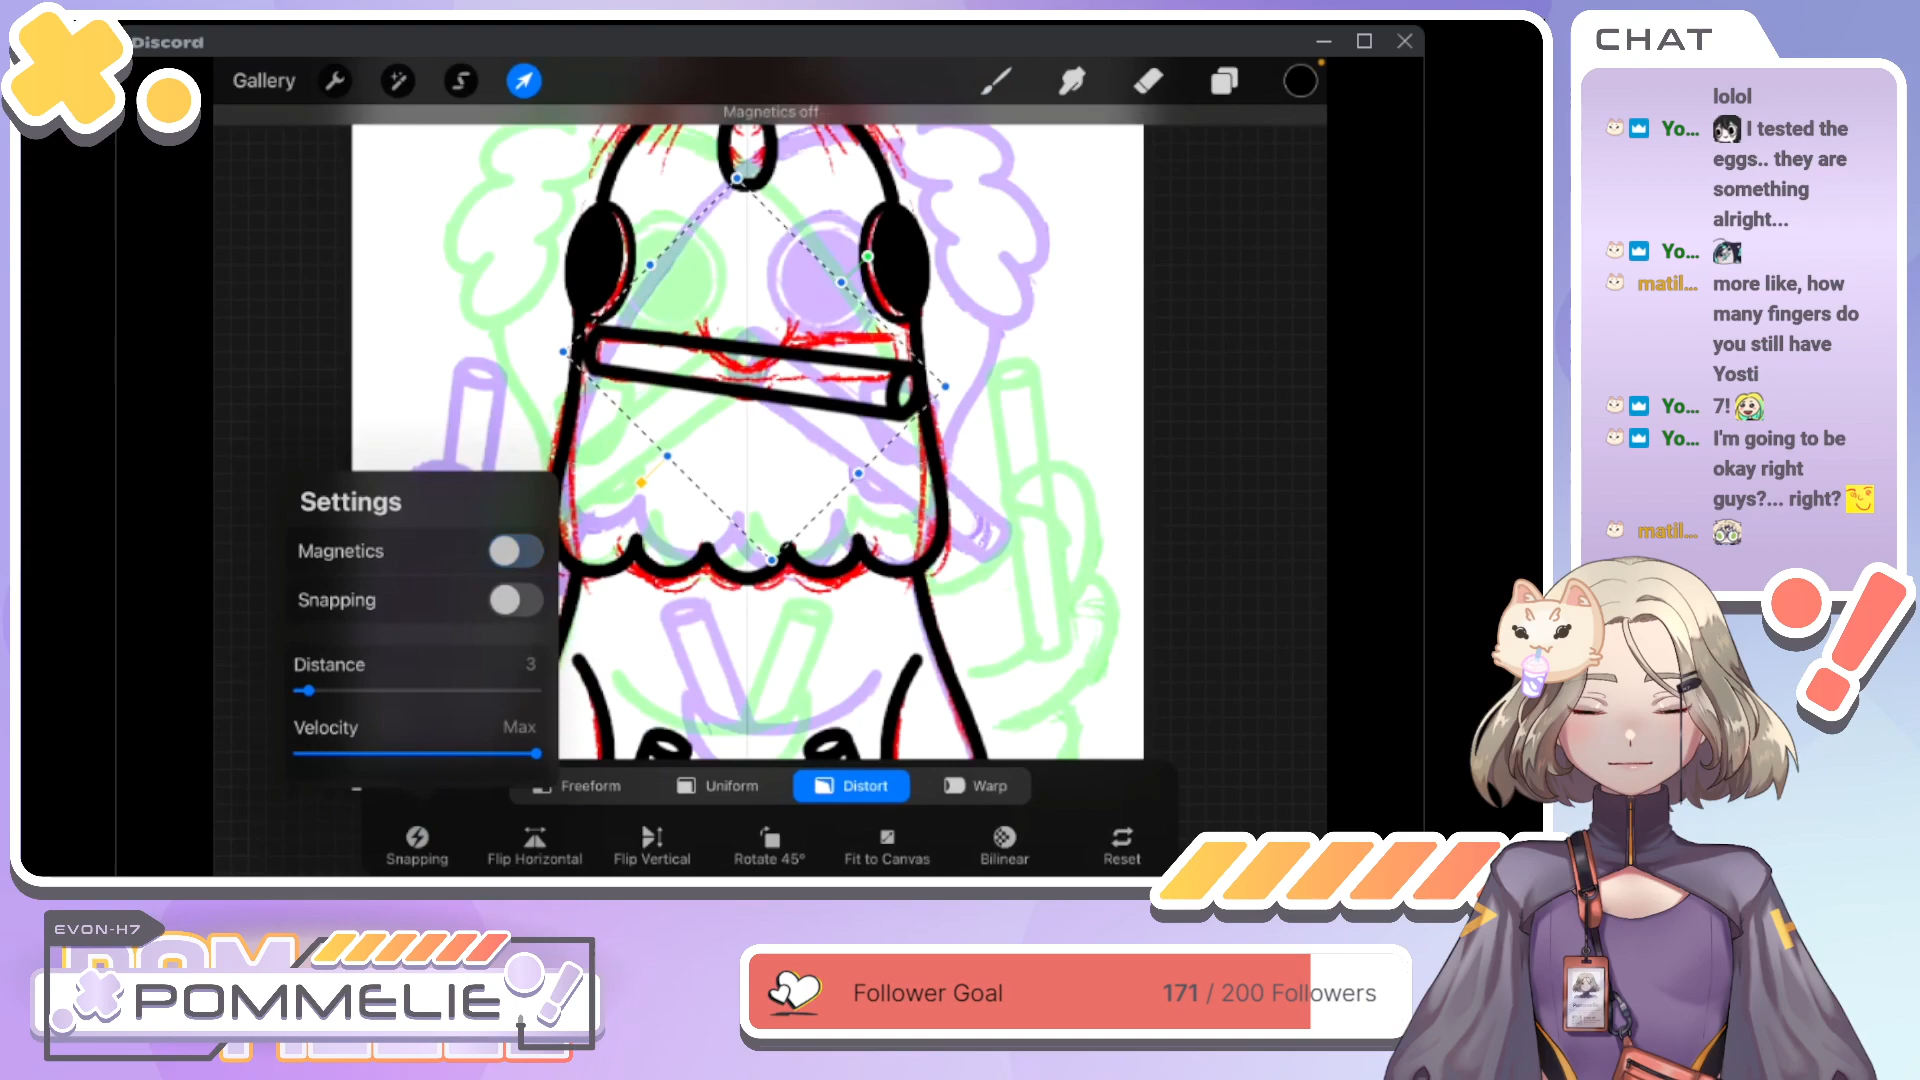 Discord
Gallery
Magnetics off
Settings
Magnetics
Snapping
Distance 3
Velocity Max
Freeform Uniform Distort Warp
Snapping Flip Horizontal Flip Vertical Rotate 45° Fit to Canvas Bilinear Reset
CHAT
lolol
Yo... I tested the
eggs.. they are
something
alright...
Yo...
matil... more like, how
many fingers do
you still have
Yosti
Yo... 7!
Yo... I'm going to be
okay right
guys?... right?
matil...
EVON-H7
POMMELIE
Follower Goal 171 / 200 Followers